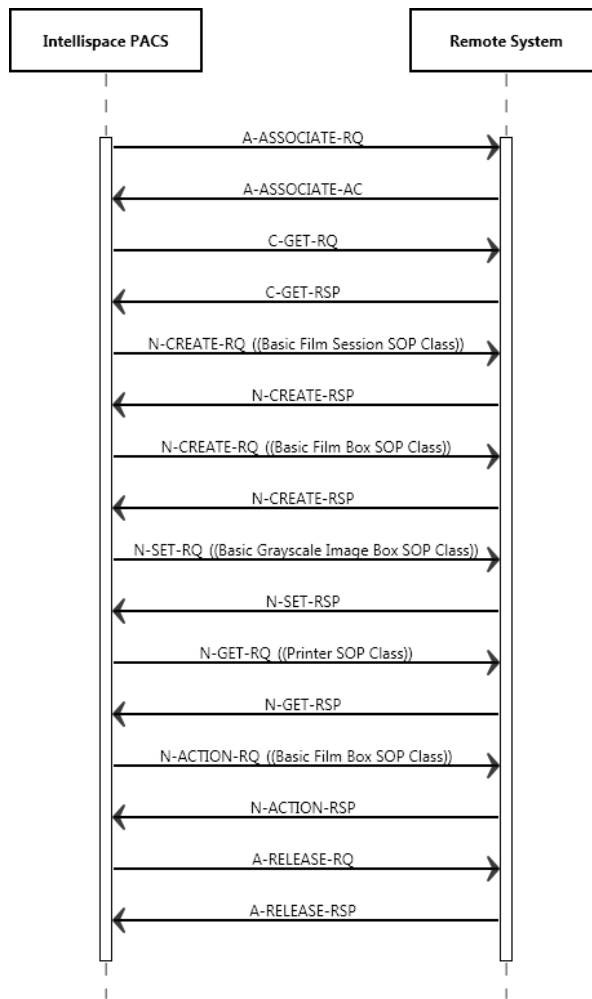 Intellispace PACS
Remote System
A-ASSOCIATE-RQ
A-ASSOCIATE-AC
C-GET-RQ
C-GET-RSP
N-CREATE-RQ ((Basic Film Session SOP Class))
N-CREATE-RSP
N-CREATE-RQ ((Basic Film Box SOP Class))
N-CREATE-RSP
N-SET-RQ ((Basic Grayscale Image Box SOP Class))
N-SET-RSP
N-GET-RQ ((Printer SOP Class))
N-GET-RSP
N-ACTION-RQ ((Basic Film Box SOP Class))
N-ACTION-RSP
A-RELEASE-RQ
A-RELEASE-RSP